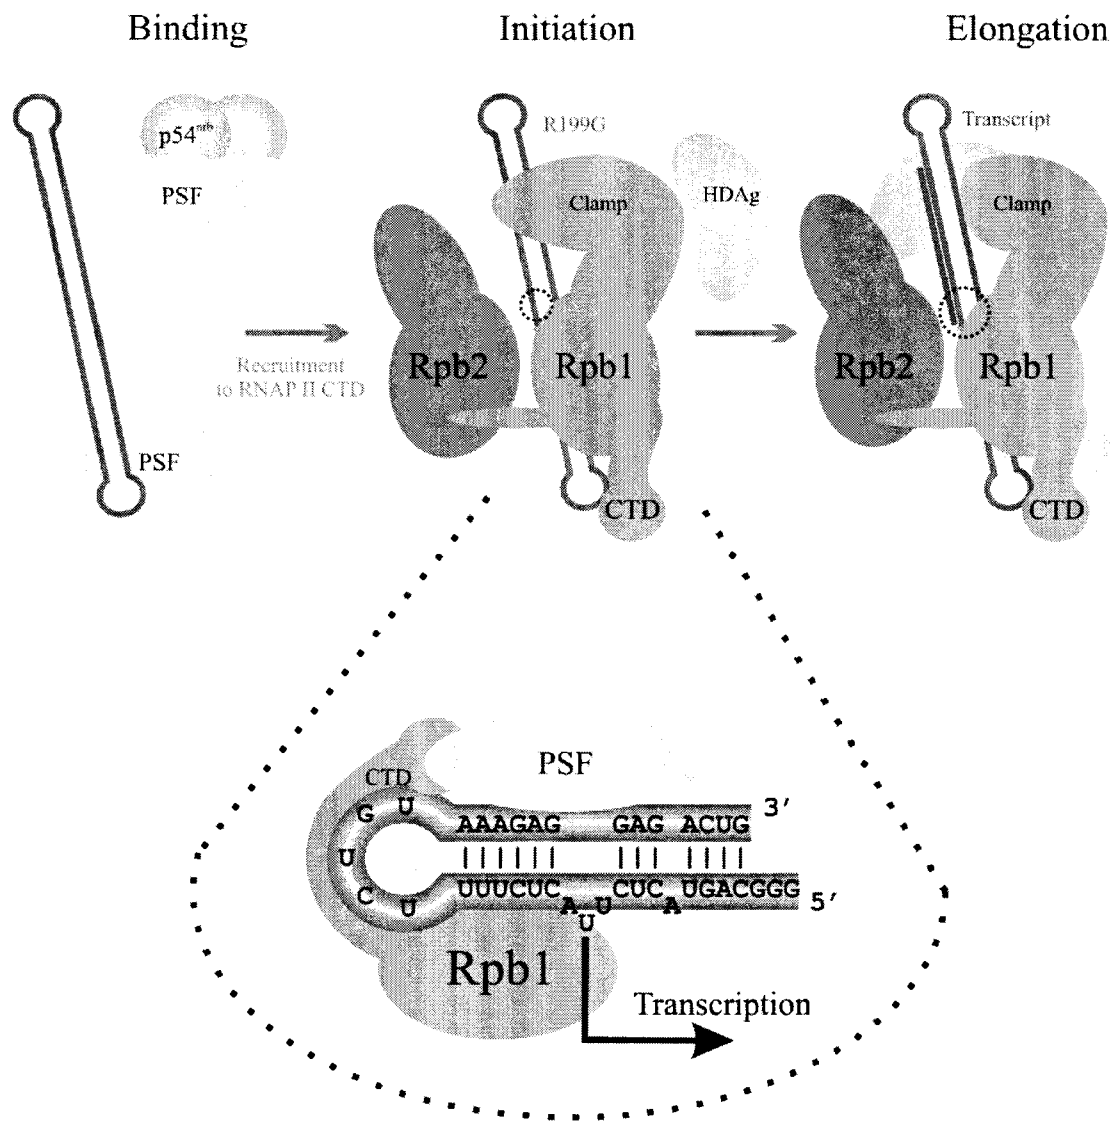 Binding
Initiation
Elongation
p54nrb
PSF
R199G
Clamp
HDAg
Transcript
Clamp
Recruitment
to RNAP II CTD
Rpb2
Rpb1
Rpb2
Rpb1
PSF
CTD
CTD
PSF
CTD
G U
U
C U
AAAGAG GAG ACUG 3′
UUUCUC AUU CUC A UGACGGG 5′
Rpb1
Transcription